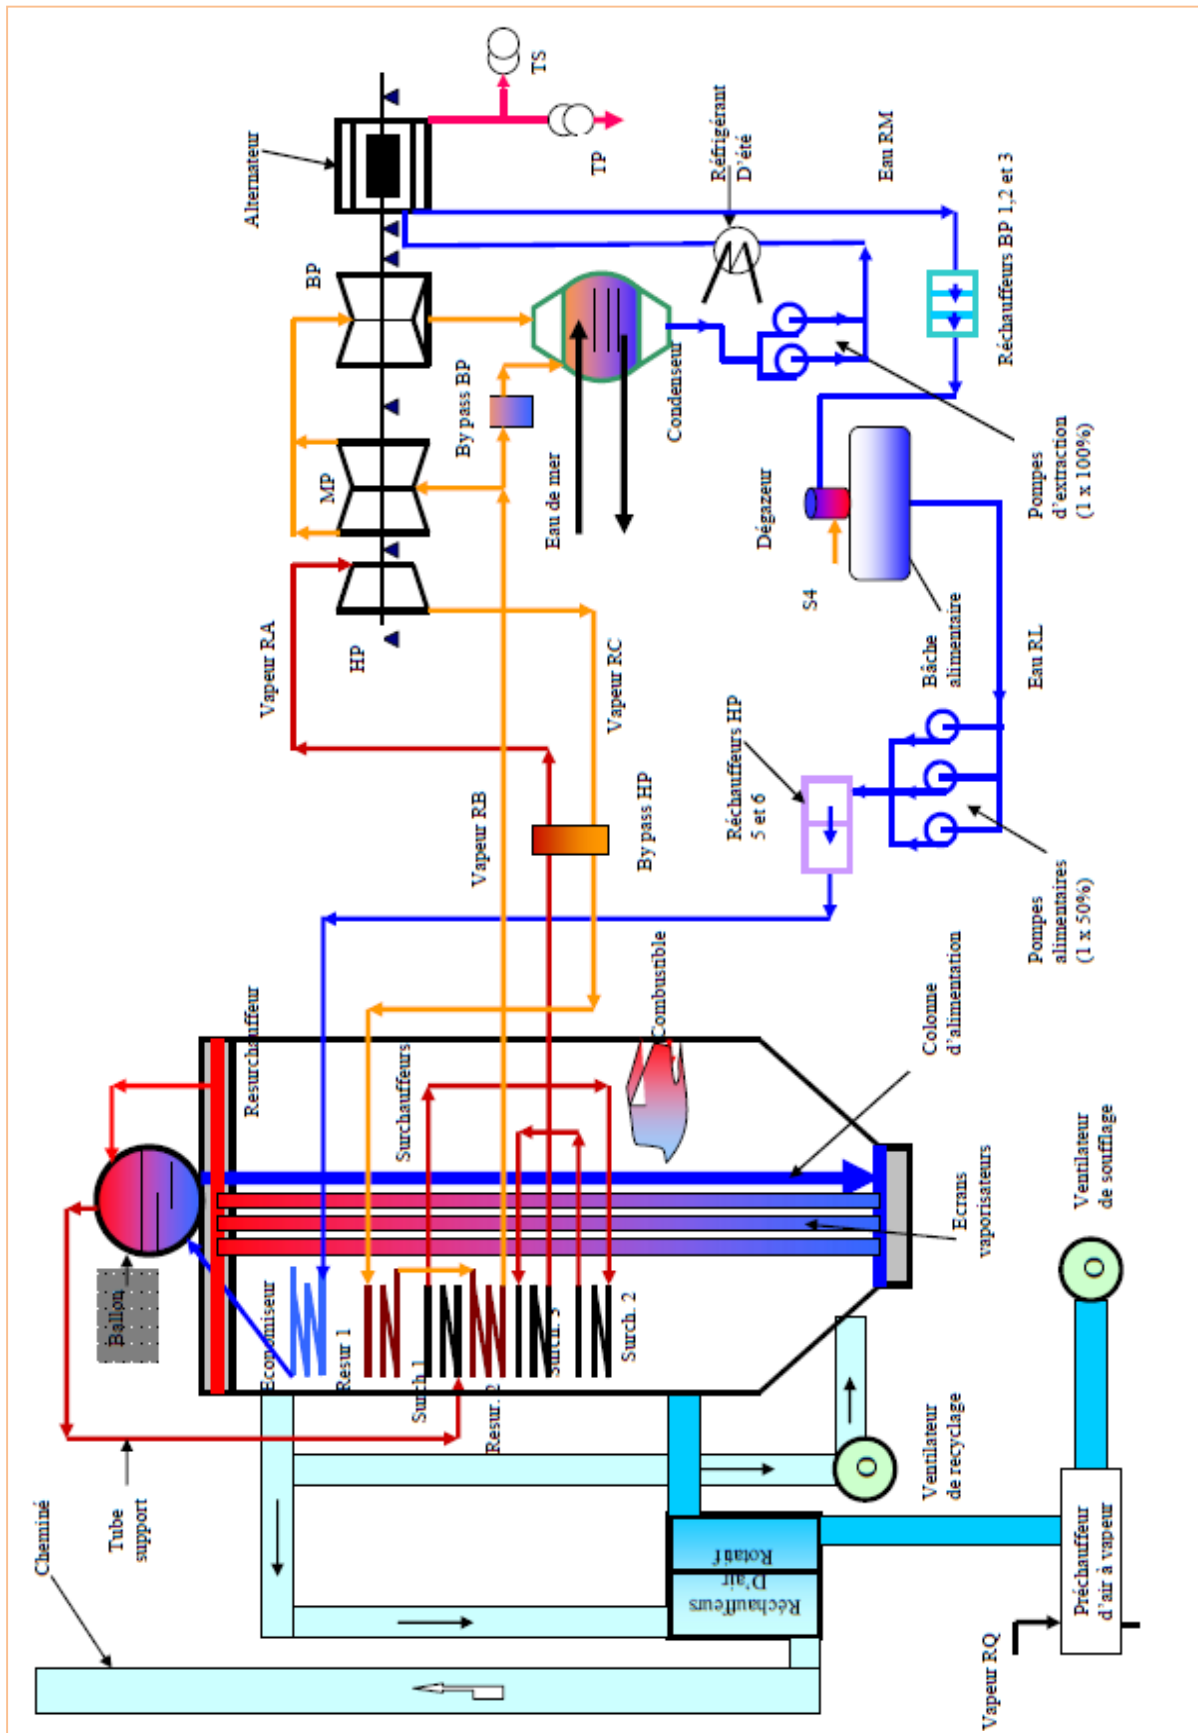 Cheminé
Tube
support
Ballon
Alternateur
Resurchauffeur
Economiseur
Vapeur RA
BP
MP
HP
Resur 1
Surchauffeurs
Surch. 1
Resur. 2
Vapeur RB
By pass BP
TS
Surch. 3
Eau de mer
Surch. 2
Vapeur RC
TP
Combustible
By pass HP
Condenseur
Réchauffeurs
D'air
Rotatif
Réfrigérant
D'été
Réchauffeurs HP
5 et 6
Dégazeur
S4
Eau RM
Ventilateur
de recyclage
Colonne
d'alimentation
Bâche
alimentaire
Ecrans
vaporisateurs
Réchauffeurs BP 1,2 et 3
Vapeur RQ
Eau RL
Pompes
alimentaires
(1 x 50%)
Pompes
d'extraction
(1 x 100%)
Préchauffeur
d'air à vapeur
Ventilateur
de soufflage